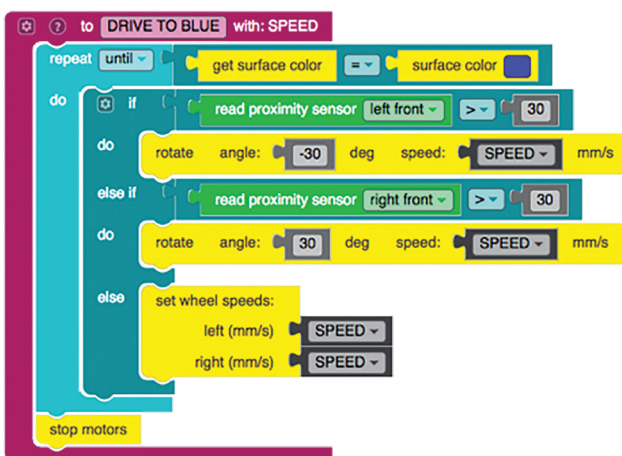 ? to DRIVE TO BLUE with: SPEED
repeat until get surface color = surface color
do if read proximity sensor left front > 30
do rotate angle: -30 deg speed: SPEED mm/s
else if read proximity sensor right front > 30
do rotate angle: 30 deg speed: SPEED mm/s
else set wheel speeds:
left (mm/s) SPEED
right (mm/s) SPEED
stop motors